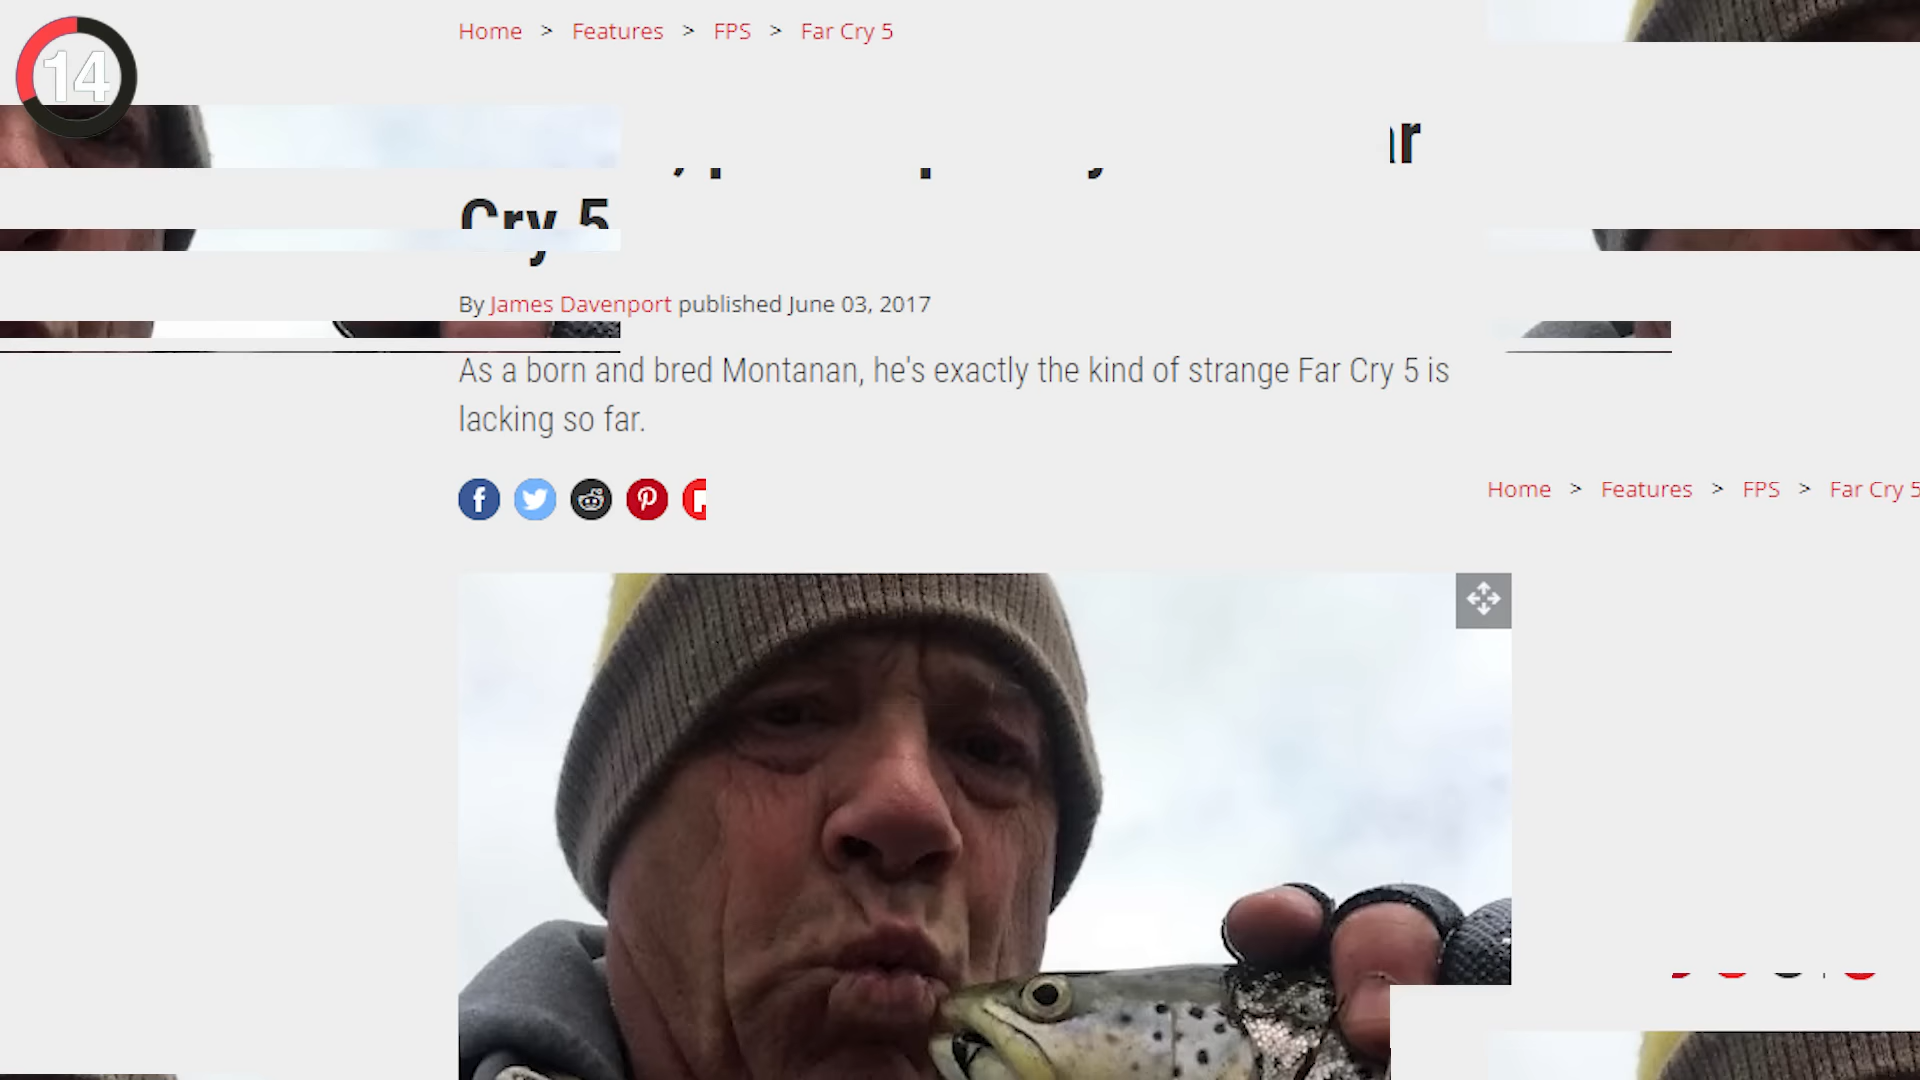 14
Home > Features > FPS > Far Cry 5
Cry 5
By James Davenport published June 03, 2017
As a born and bred Montanan, he's exactly the kind of strange Far Cry 5 is
lacking so far.
Home > Features > FPS > Far Cry 5